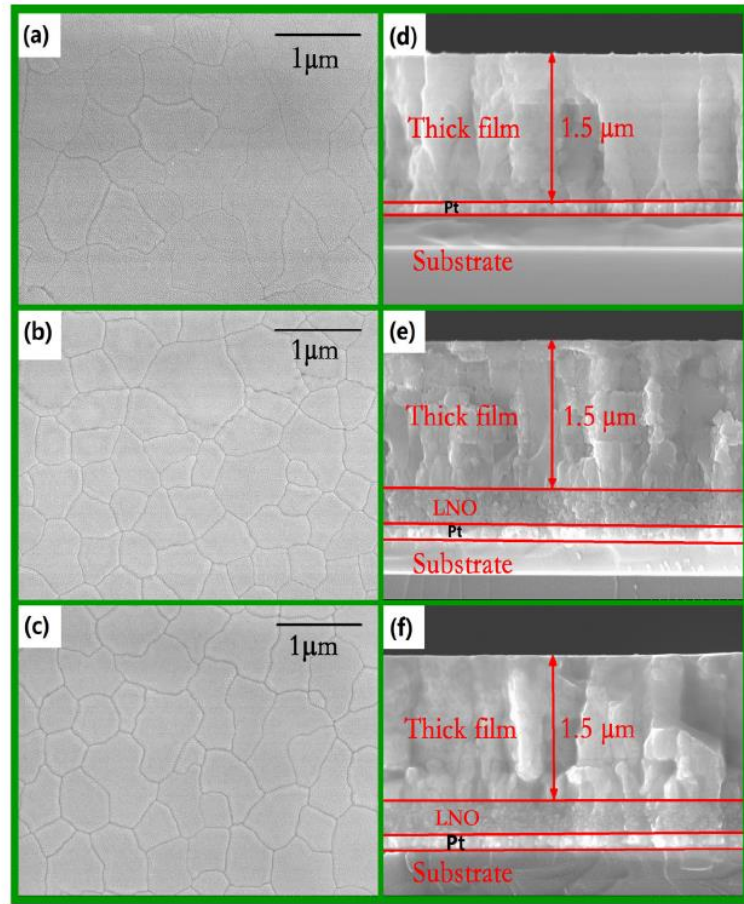 (a)
1μm
(d)
Thick film
1.5 μm
Pt
Substrate
(b)
1μm
(e)
Thick film
1.5 μm
LNO
Pt
Substrate
(c)
1μm
(f)
Thick film
1.5 μm
LNO
Pt
Substrate